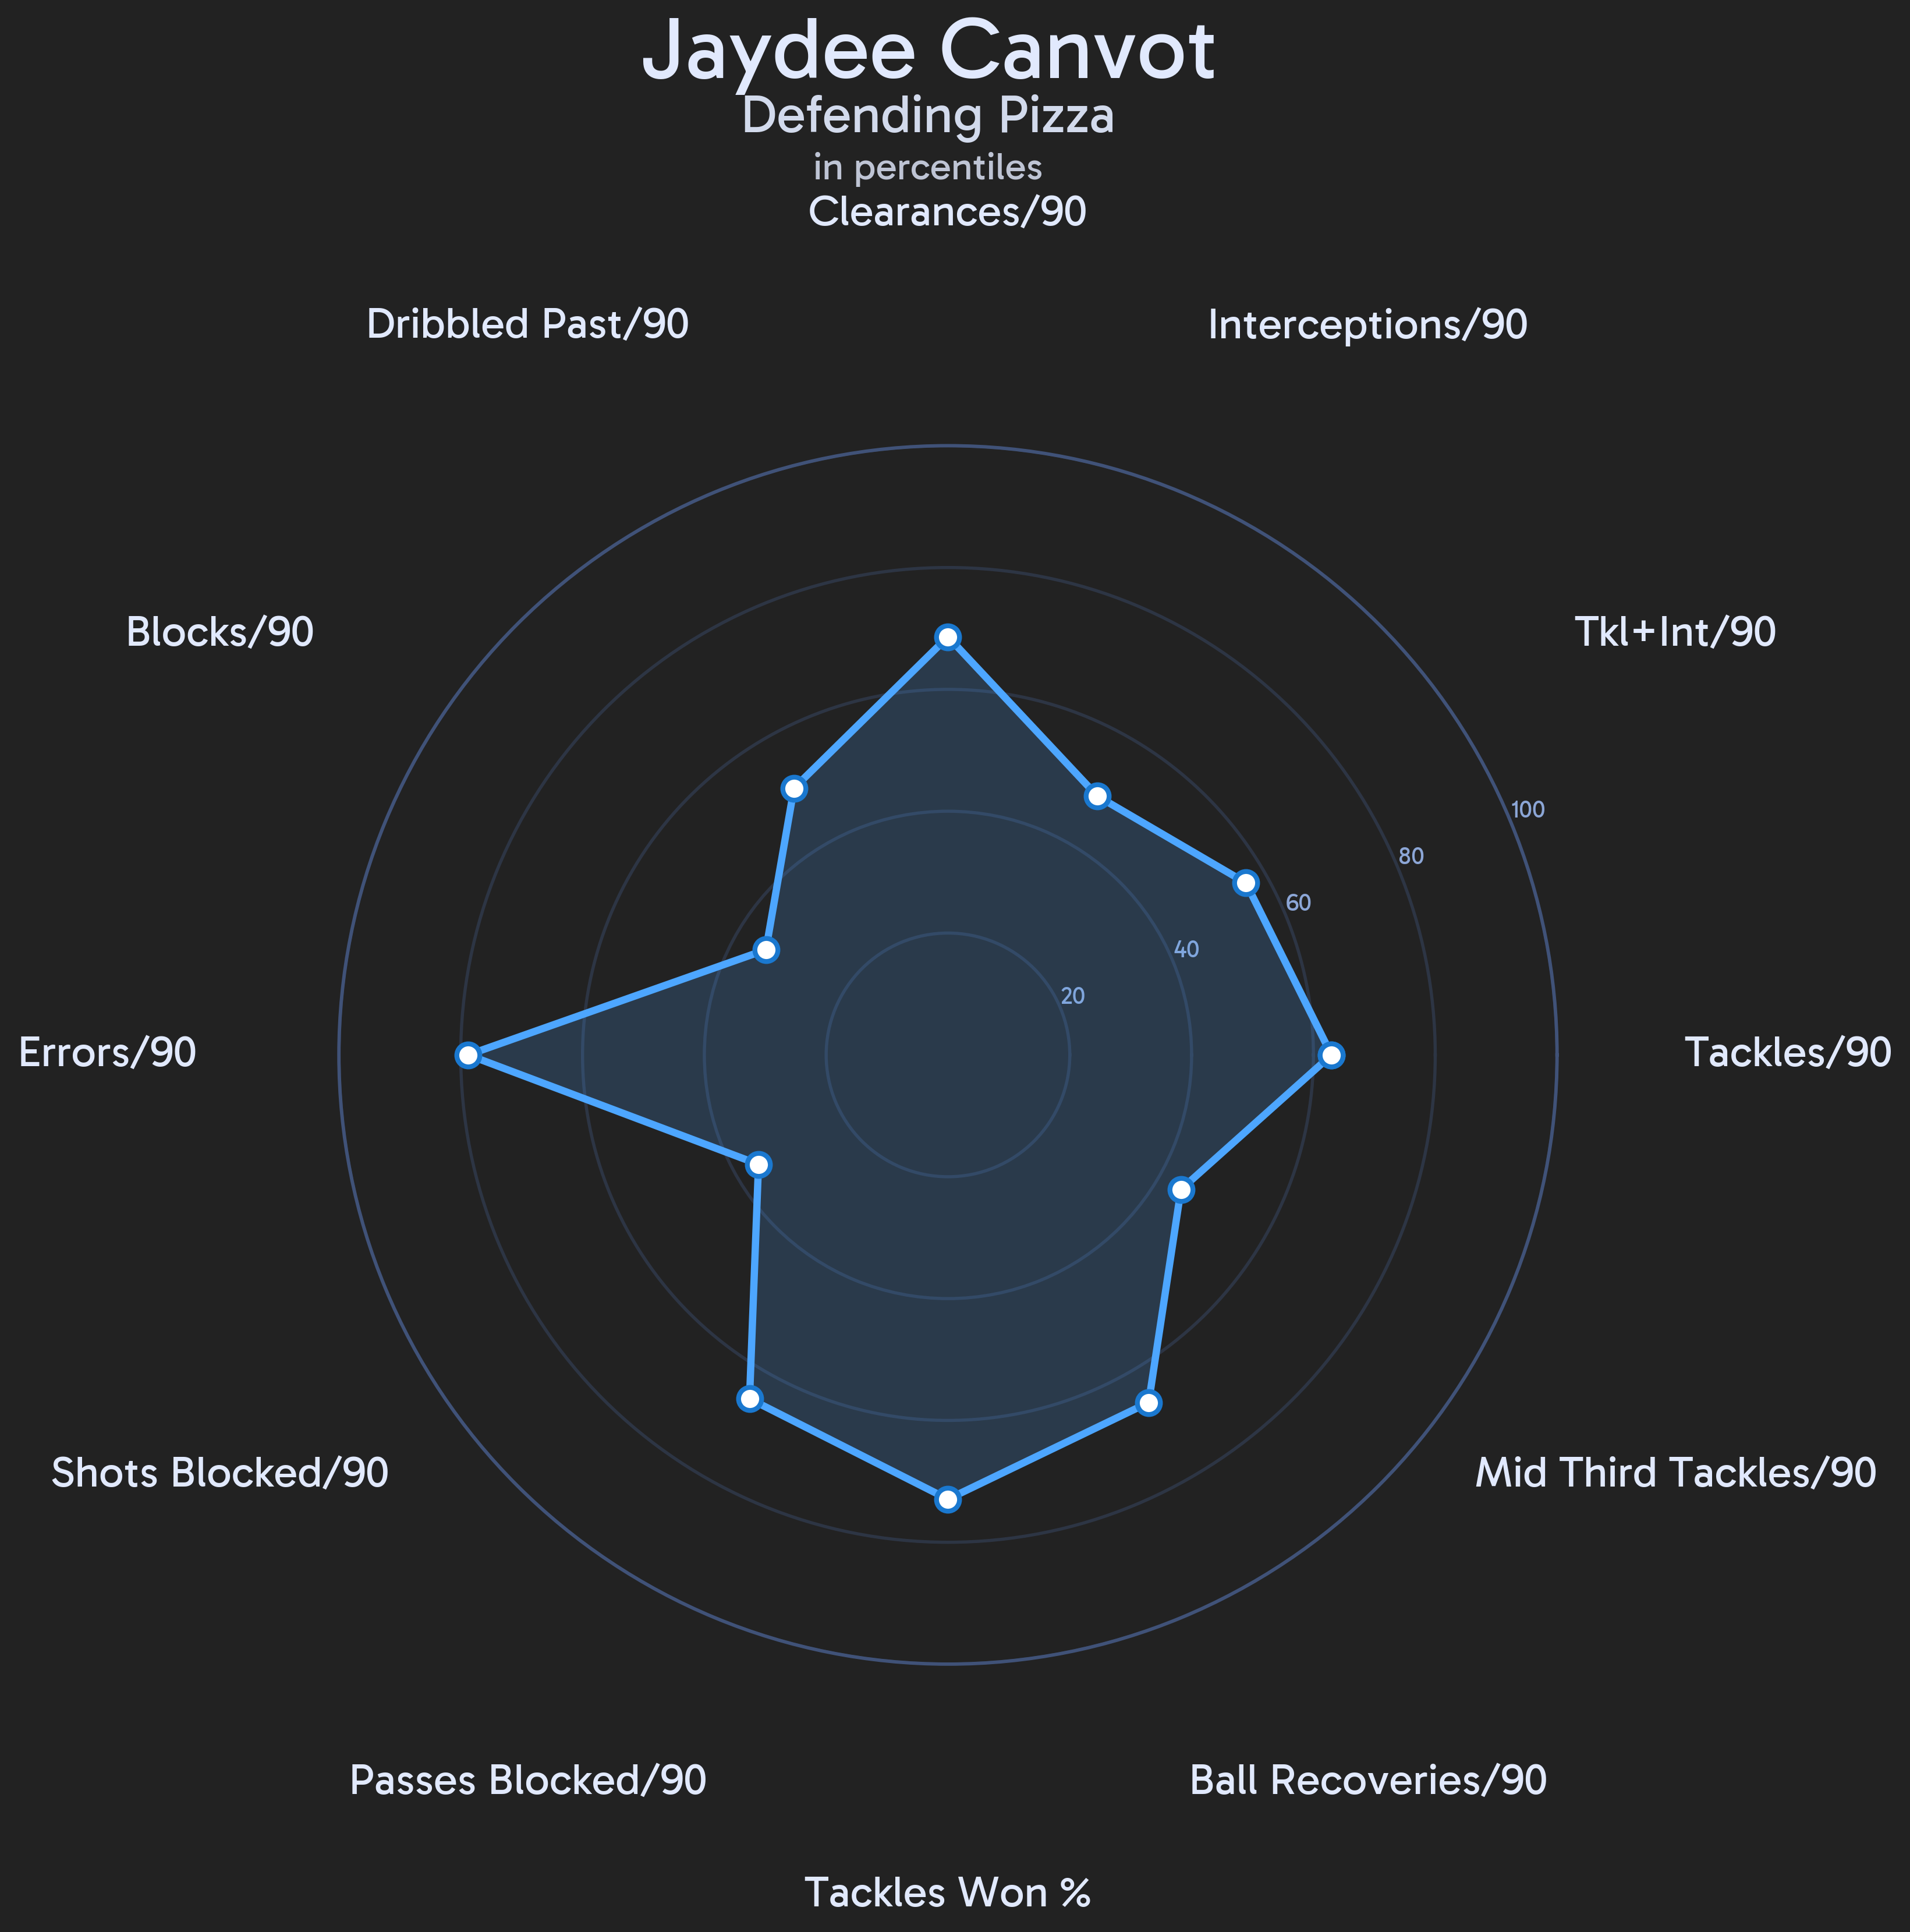 Jaydee Canvot
Defending Pizza
in percentiles
Clearances/90
Dribbled Past/90
Interceptions/90
Blocks/90
Tkl+Int/90
100
80
60
40
20
Errors/90
Tackles/90
Shots Blocked/90
Mid Third Tackles/90
Passes Blocked/90
Ball Recoveries/90
Tackles Won %